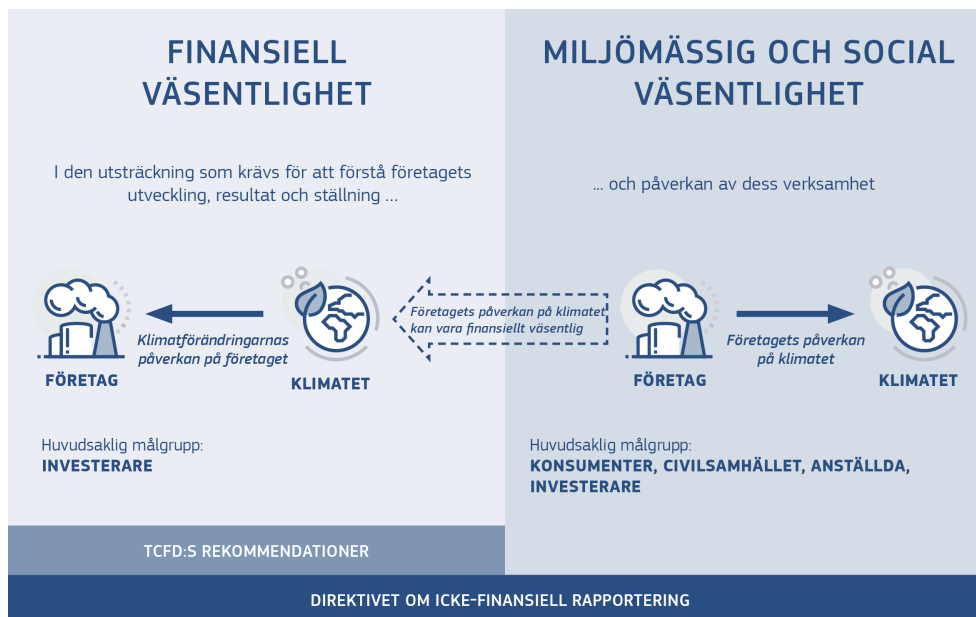 FINANSIELL
VÄSENTLIGHET
I den utsträckning som krävs för att förstå företagets
utveckling, resultat och ställning ...
Klimatförändringarnas
påverkan på företaget
FÖRETAG
KLIMATET
Huvudsaklig målgrupp:
INVESTERARE
TCFD:S REKOMMENDATIONER
Företagets påverkan på klimatet
kan vara finansiellt väsentlig
MILJÖMÄSSIG OCH SOCIAL
VÄSENTLIGHET
... och påverkan av dess verksamhet
Företagets påverkan
på klimatet
FÖRETAG
KLIMATET
Huvudsaklig målgrupp:
KONSUMENTER, CIVILSAMHÄLLET, ANSTÄLLDA,
INVESTERARE
DIREKTIVET OM ICKE-FINANSIELL RAPPORTERING